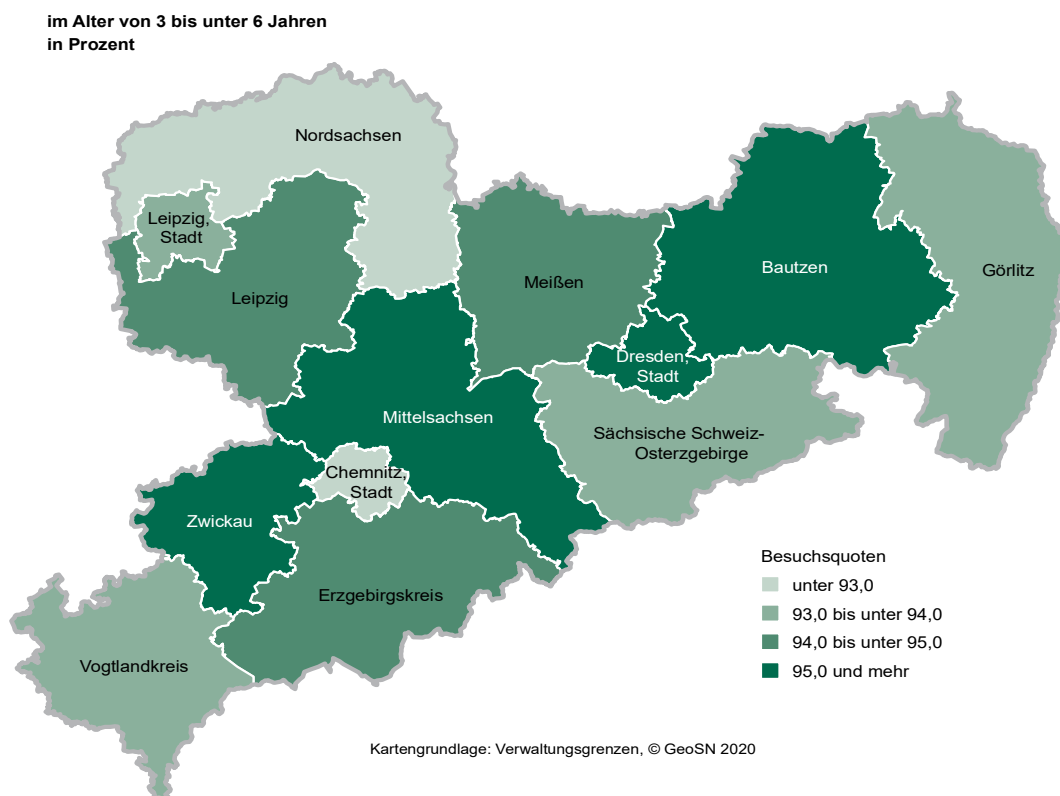 im Alter von 3 bis unter 6 Jahren
in Prozent
Nordsachsen
Leipzig,
Stadt
Leipzig
Meißen
Bautzen
Görlitz
Dresden,
Stadt
Mittelsachsen
Sächsische Schweiz-
Osterzgebirge
Chemnitz,
Stadt
Zwickau
Erzgebirgskreis
Vogtlandkreis
Besuchsquoten
unter 93,0
93,0 bis unter 94,0
94,0 bis unter 95,0
95,0 und mehr
Kartengrundlage: Verwaltungsgrenzen, © GeoSN 2020